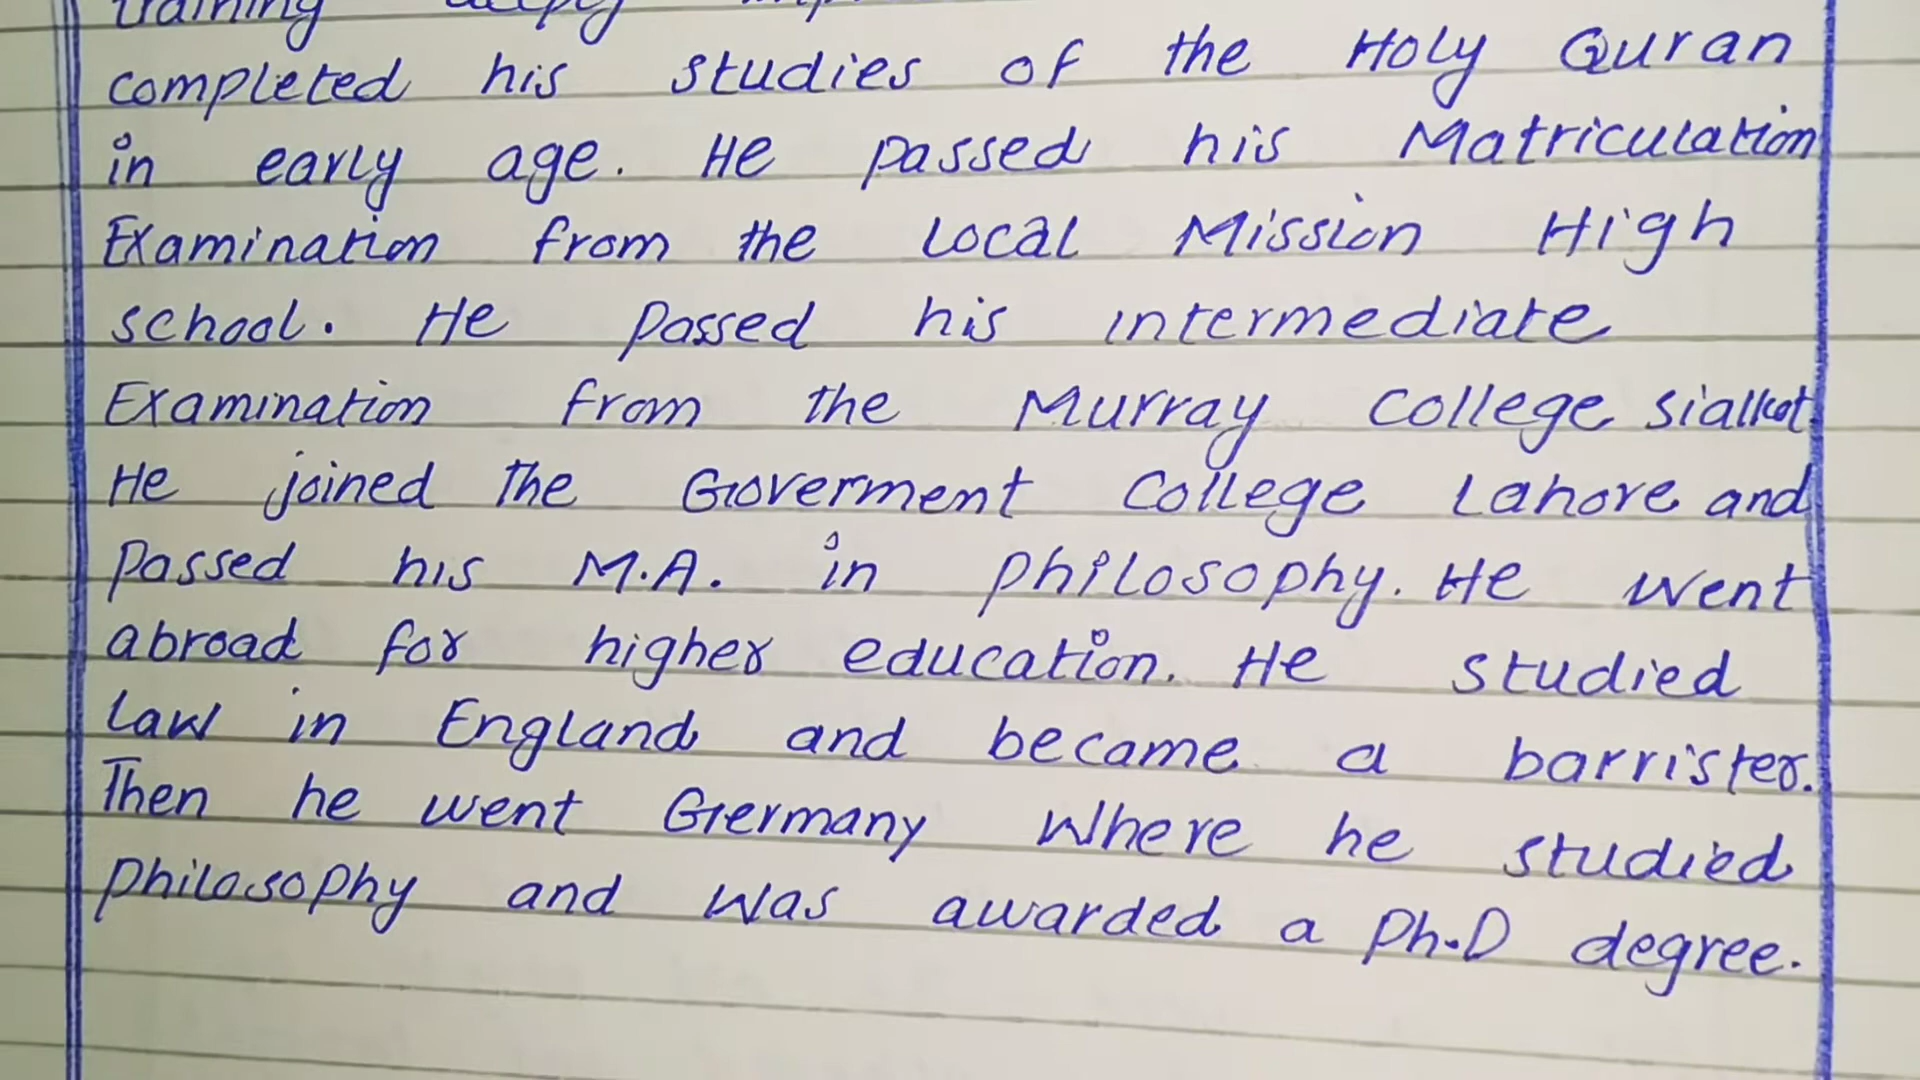 training deeply
completed his studies of the Holy Quran
in early age. He passed his Matriculation
Examination from the local Mission High
school. He passed his intermediate
Examination from the Murray College Sialkot.
He joined The Goverment College Lahore and
passed his M.A. in philosophy. He went
abroad for higher education. He studied
law in England and became a barrister.
Then he went Germany Where he studied
philosophy and was awarded a Ph.D degree.